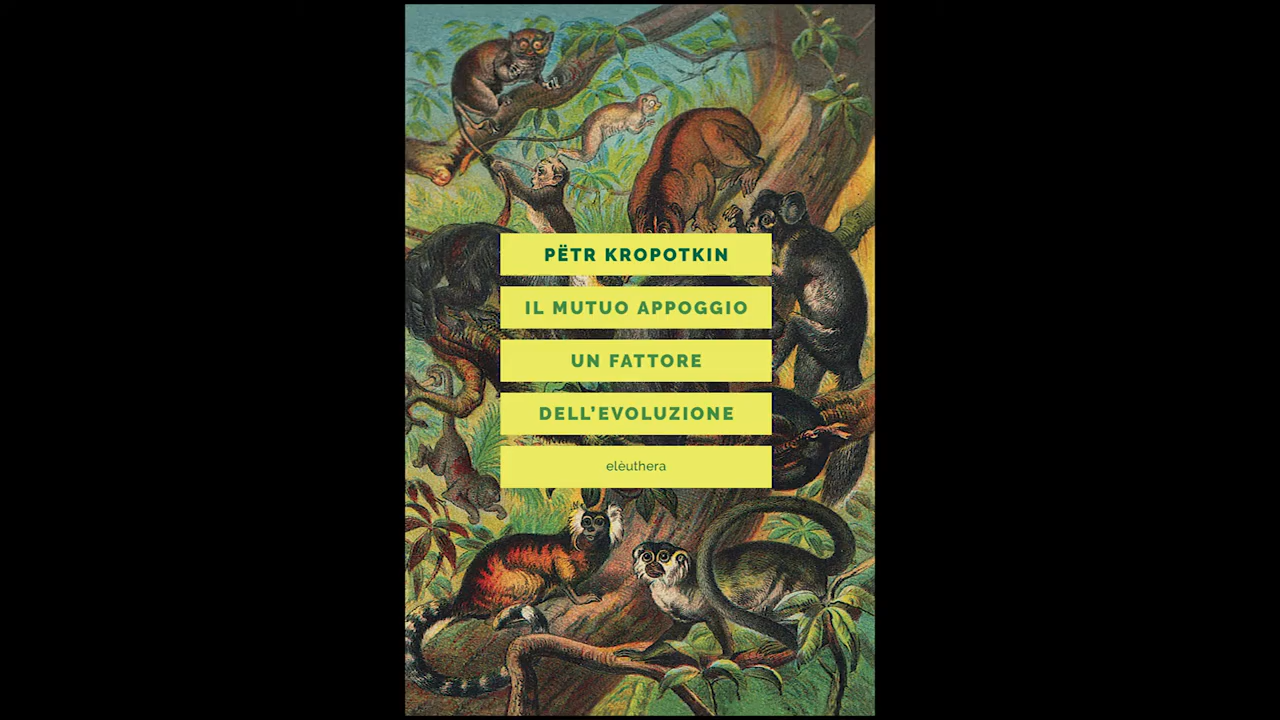 PËTR KROPOTKIN
IL MUTUO APPOGGIO
UN FATTORE
DELL’EVOLUZIONE
elèuthera